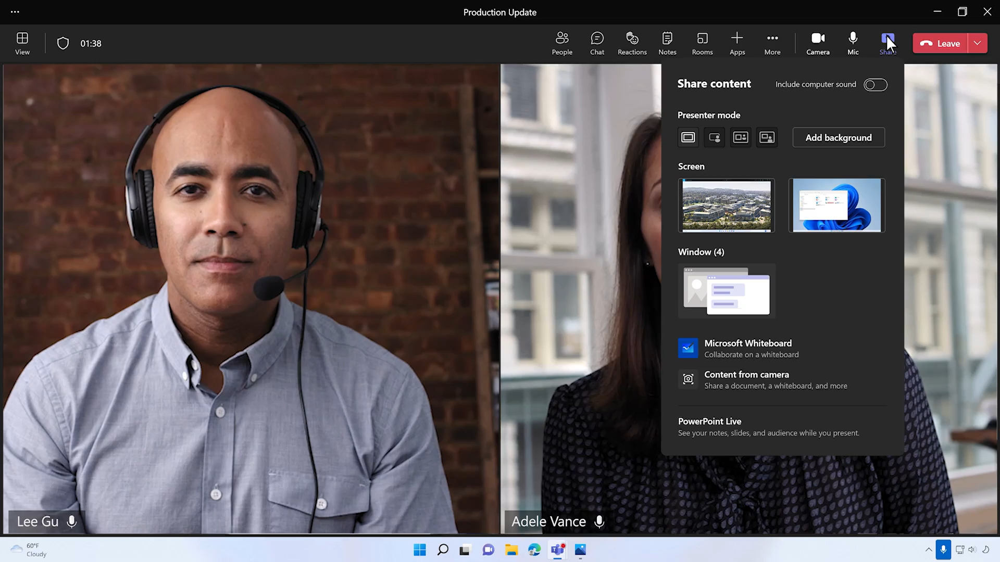 Production Update
View
01:38
People
Chat
Reactions
Notes
Rooms
Apps
More
Camera
Mic
Share
Leave
Share content
Include computer sound
Presenter mode
Add background
Screen
Window (4)
Microsoft Whiteboard
Collaborate on a whiteboard
Content from camera
Share a document, a whiteboard, and more
PowerPoint Live
See your notes, slides, and audience while you present.
Lee Gu
Adele Vance
60°F
Cloudy